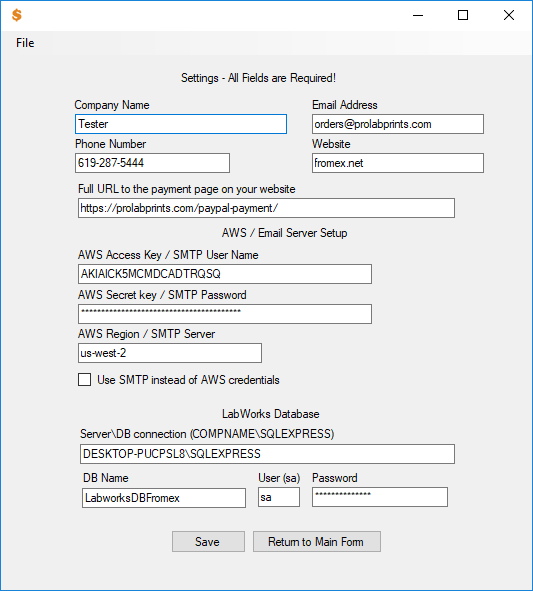 $
File
Settings - All Fields are Required!
Company Name Email Address
Tester orders@prolabprints.com
Phone Number Website
619-287-5444 fromex.net
Full URL to the payment page on your website
https://prolabprints.com/paypal-payment/
AWS / Email Server Setup
AWS Access Key / SMTP User Name
AKIAICK5MCMDCADTRQSQ
AWS Secret key / SMTP Password
****************************************
AWS Region / SMTP Server
us-west-2
Use SMTP instead of AWS credentials
LabWorks Database
Server\DB connection (COMPNAME\SQLEXPRESS)
DESKTOP-PUCPSL8\SQLEXPRESS
DB Name User (sa) Password
LabworksDBFromex sa **************
Save Return to Main Form